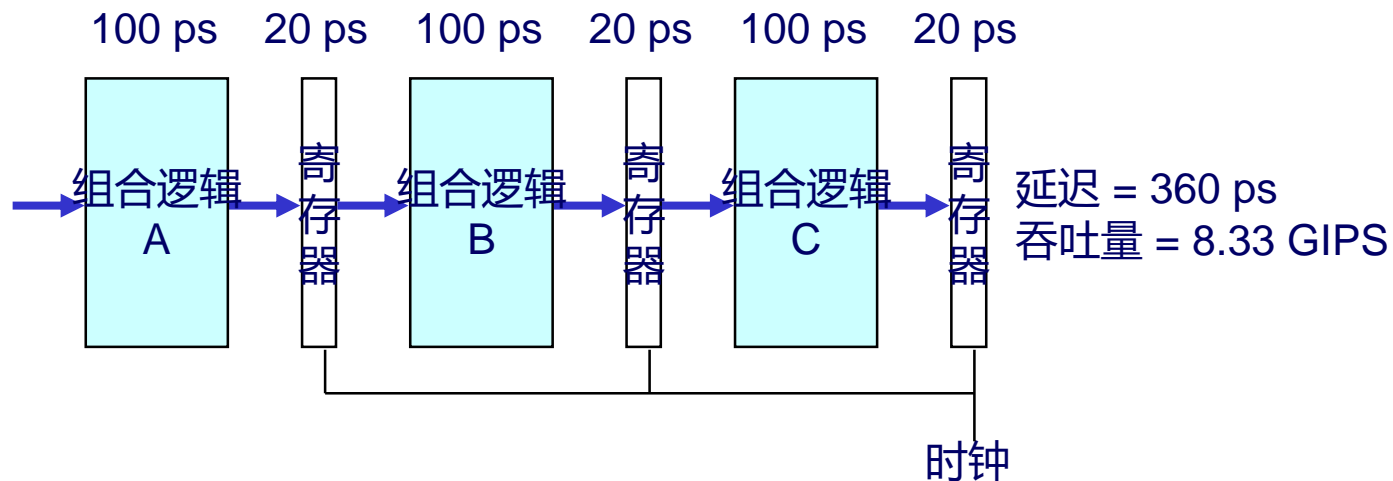 100 ps 20 ps 100 ps 20 ps 100 ps 20 ps
组合逻辑
A
寄存器
组合逻辑
B
寄存器
组合逻辑
C
寄存器
延迟 = 360 ps
吞吐量 = 8.33 GIPS
时钟